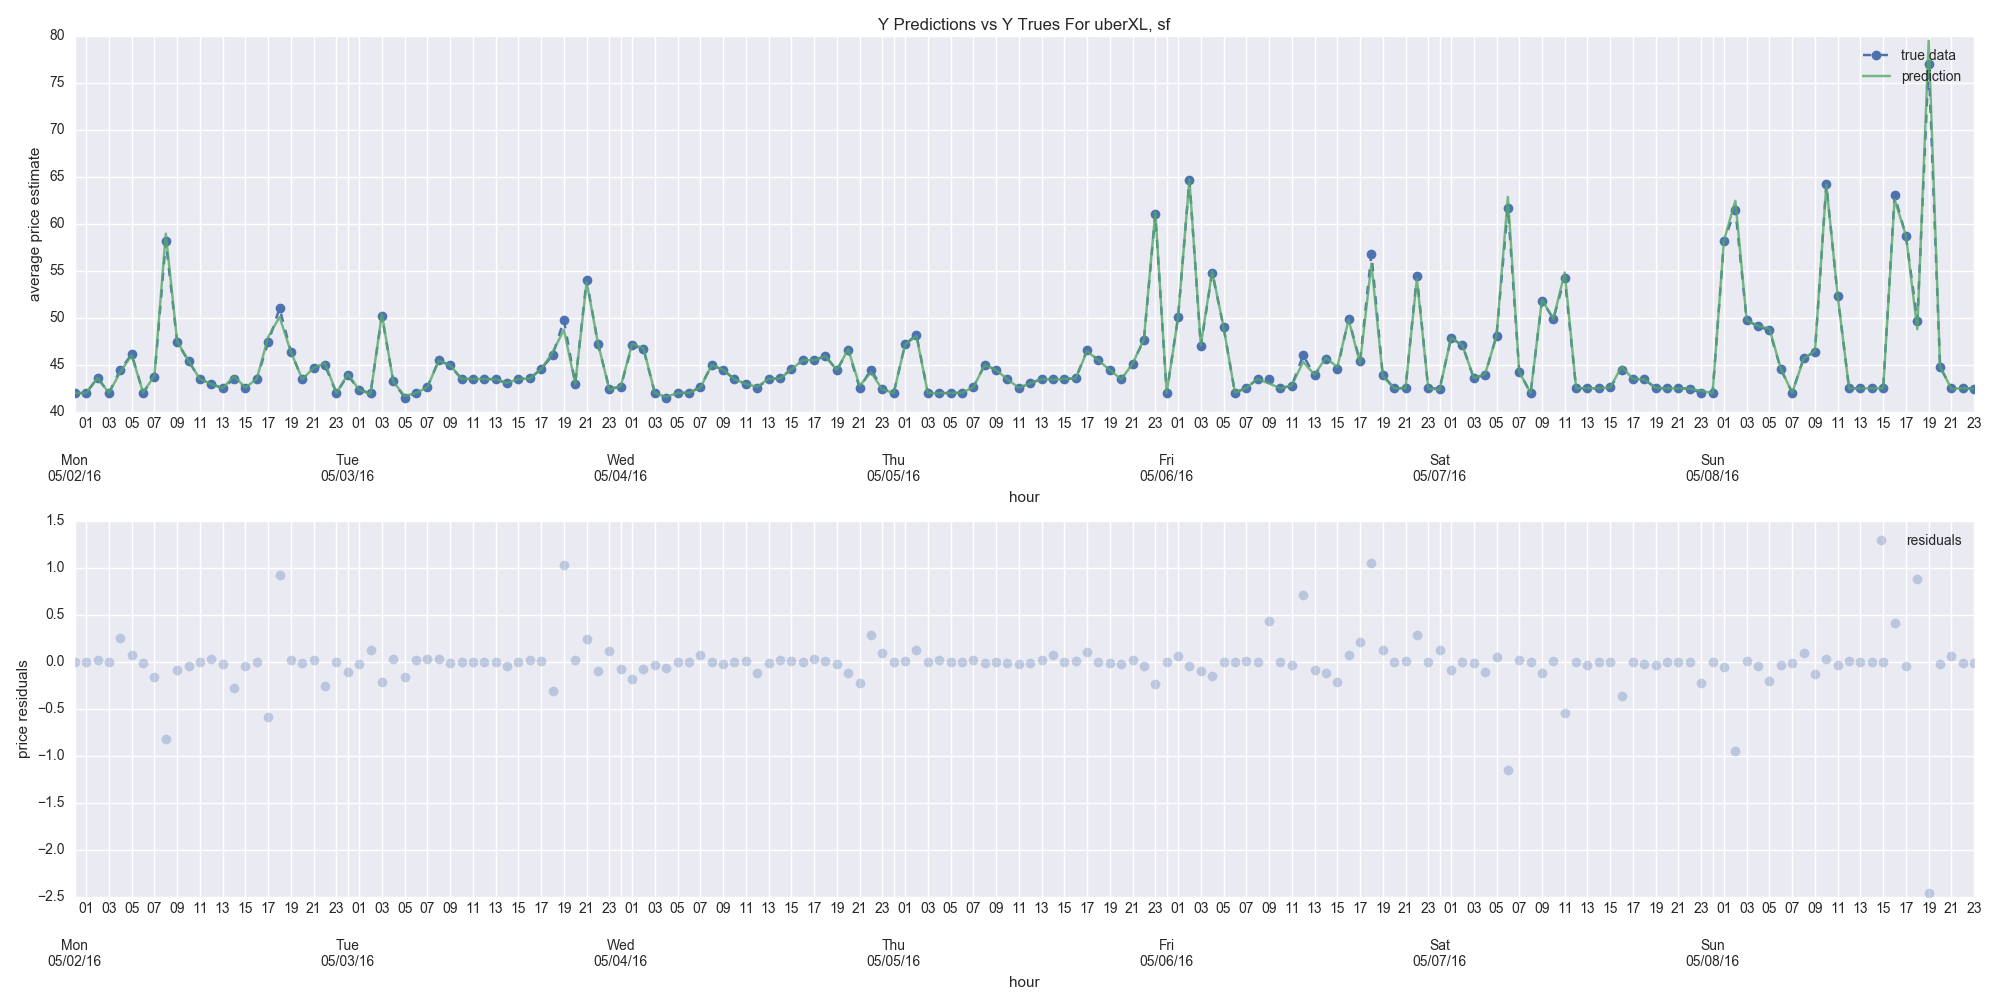 Y Predictions vs Y Trues For uberXL, sf
80
75
70
65
60
55
50
45
40
average price estimate
true data
prediction
01 03 05 07 09 11 13 15 17 19 21 23 01 03 05 07 09 11 13 15 17 19 21 23 01 03 05 07 09 11 13 15 17 19 21 23 01 03 05 07 09 11 13 15 17 19 21 23 01 03 05 07 09 11 13 15 17 19 21 23 01 03 05 07 09 11 13 15 17 19 21 23 01 03 05 07 09 11 13 15 17 19 21 23
Mon Tue Wed Thu Fri Sat Sun
05/02/16 05/03/16 05/04/16 05/05/16 05/06/16 05/07/16 05/08/16
hour
1.5
1.0
0.5
0.0
−0.5
−1.0
−1.5
−2.0
−2.5
price residuals
residuals
01 03 05 07 09 11 13 15 17 19 21 23 01 03 05 07 09 11 13 15 17 19 21 23 01 03 05 07 09 11 13 15 17 19 21 23 01 03 05 07 09 11 13 15 17 19 21 23 01 03 05 07 09 11 13 15 17 19 21 23 01 03 05 07 09 11 13 15 17 19 21 23 01 03 05 07 09 11 13 15 17 19 21 23
Mon Tue Wed Thu Fri Sat Sun
05/02/16 05/03/16 05/04/16 05/05/16 05/06/16 05/07/16 05/08/16
hour